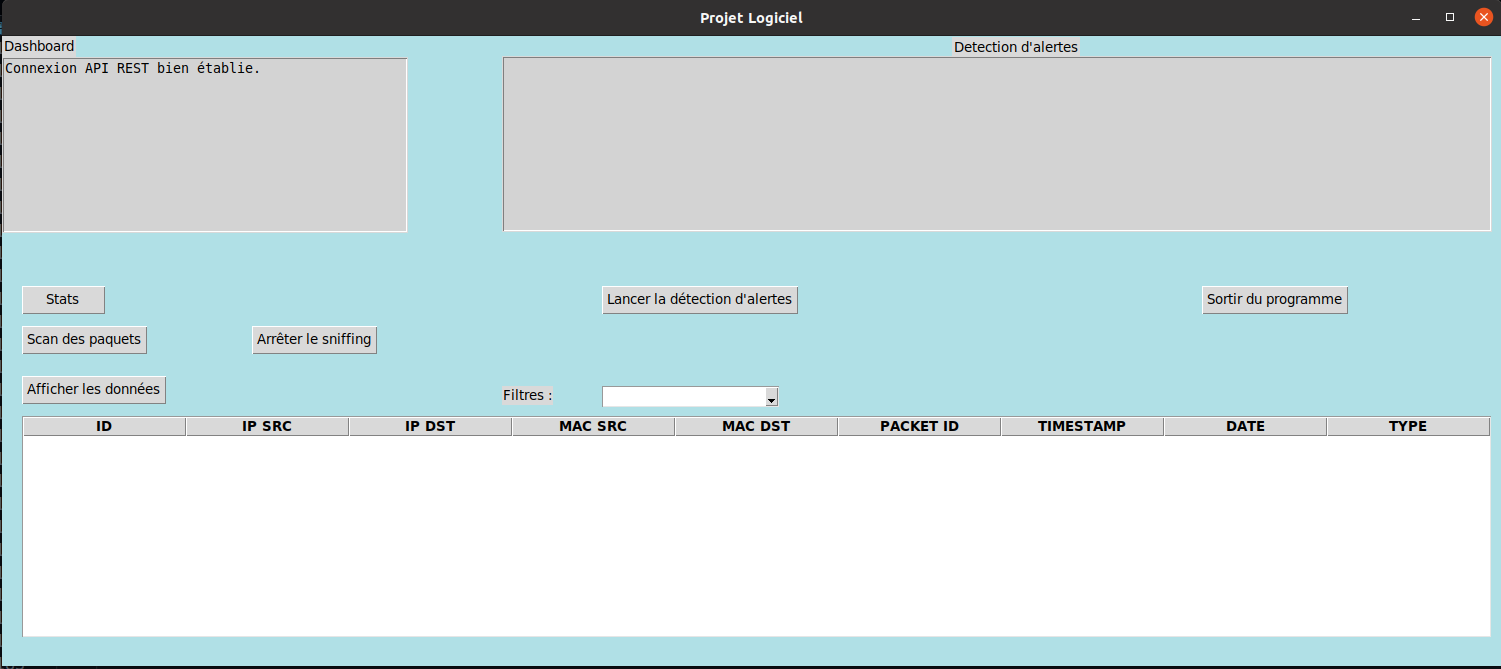 Projet Logiciel
Dashboard
Detection d'alertes
Connexion API REST bien établie.
Stats
Lancer la détection d'alertes
Sortir du programme
Scan des paquets
Arrêter le sniffing
Afficher les données
Filtres :
ID IP SRC IP DST MAC SRC MAC DST PACKET ID TIMESTAMP DATE TYPE